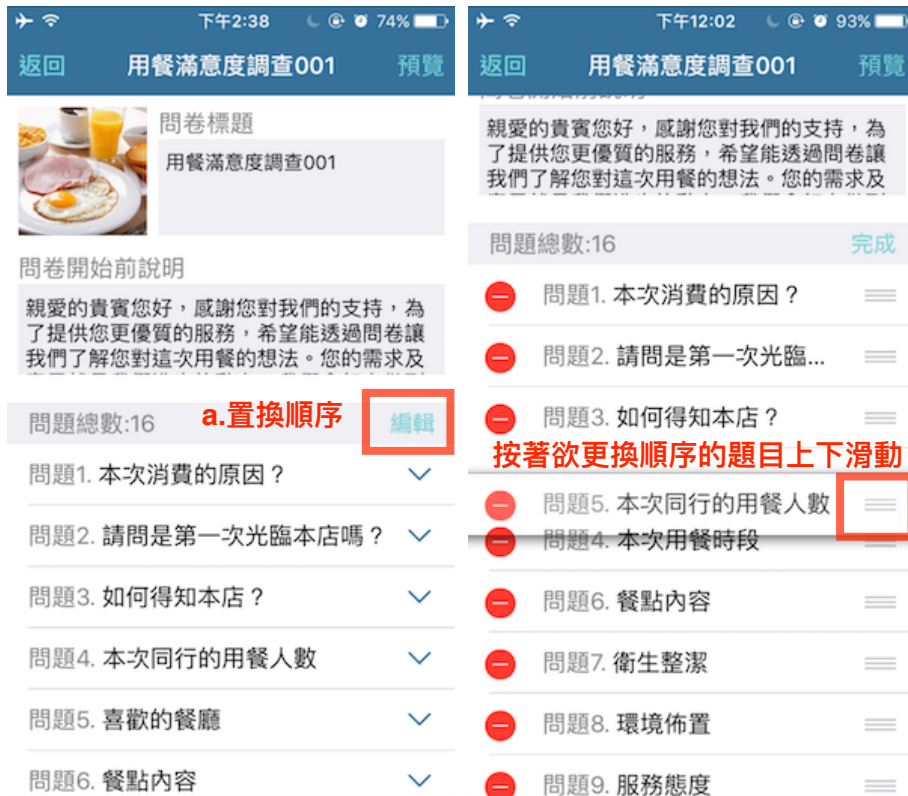 下午2:38
74%
返回
用餐滿意度調查001
預覽
問卷標題
用餐滿意度調查001
問卷開始前說明
親愛的貴賓您好，感謝您對我們的支持，為
了提供您更優質的服務，希望能透過問卷讓
我們了解您對這次用餐的想法。您的需求及
問題總數:16
a.置換順序
編輯
問題1. 本次消費的原因？
問題2. 請問是第一次光臨本店嗎？
問題3. 如何得知本店？
問題4. 本次同行的用餐人數
問題5. 喜歡的餐廳
問題6. 餐點內容
下午12:02
93%
返回
用餐滿意度調查001
預覽
親愛的貴賓您好，感謝您對我們的支持，為
了提供您更優質的服務，希望能透過問卷讓
我們了解您對這次用餐的想法。您的需求及
問題總數:16
完成
問題1. 本次消費的原因？
問題2. 請問是第一次光臨...
問題3. 如何得知本店？
按著欲更換順序的題目上下滑動
問題5. 本次同行的用餐人數
問題4. 本次用餐時段
問題6. 餐點內容
問題7. 衛生整潔
問題8. 環境佈置
問題9. 服務態度